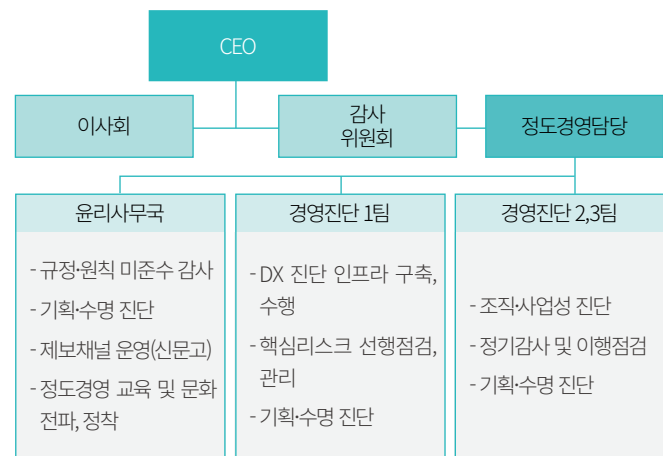 CEO
이사회
감사
위원회
정도경영담당
윤리사무국
- 규정·원칙 미준수 감사
- 기획·수명 진단
- 제보채널 운영(신문고)
- 정도경영 교육 및 문화
전파, 정착
경영진단 1팀
- DX 진단 인프라 구축,
수행
- 핵심리스크 선행점검,
관리
- 기획·수명 진단
경영진단 2,3팀
- 조직·사업성 진단
- 정기감사 및 이행점검
- 기획·수명 진단